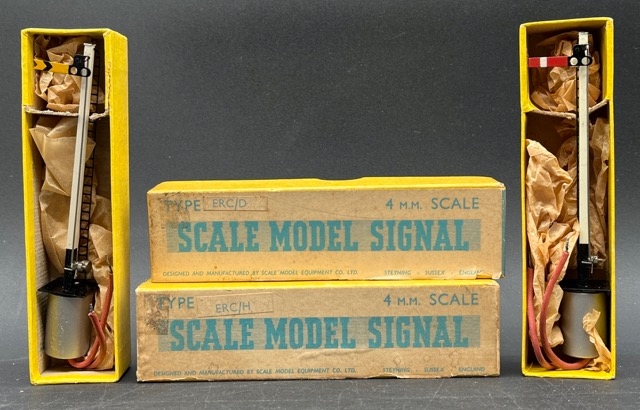 TYPE ERC/D 4 M.M. SCALE
SCALE MODEL SIGNAL
DESIGNED AND MANUFACTURED BY SCALE MODEL EQUIPMENT CO. LTD. STEYNING - SUSSEX - ENGLAND
TYPE ERC/H 4 M.M. SCALE
SCALE MODEL SIGNAL
DESIGNED AND MANUFACTURED BY SCALE MODEL EQUIPMENT CO. LTD. STEYNING - SUSSEX - ENGLAND